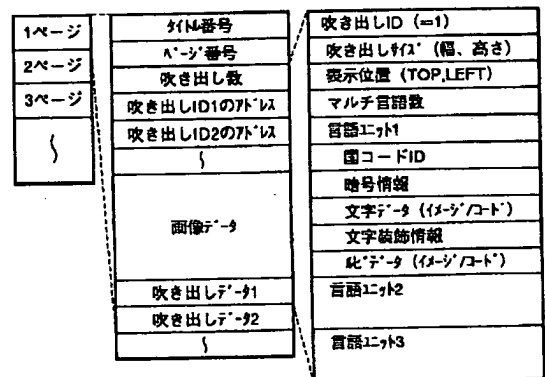 1ページ
2ページ
3ページ
タイトル番号
ページ番号
吹き出し数
吹き出しID1のアドレス
吹き出しID2のアドレス
画像データ
吹き出しデータ1
吹き出しデータ2
吹き出しID (=1)
吹き出しサイズ (幅、高さ)
表示位置 (TOP,LEFT)
マルチ言語数
言語ユニット1
国コードID
暗号情報
文字データ (イメージ/コード)
文字装飾情報
ルビデータ (イメージ/コード)
言語ユニット2
言語ユニット3